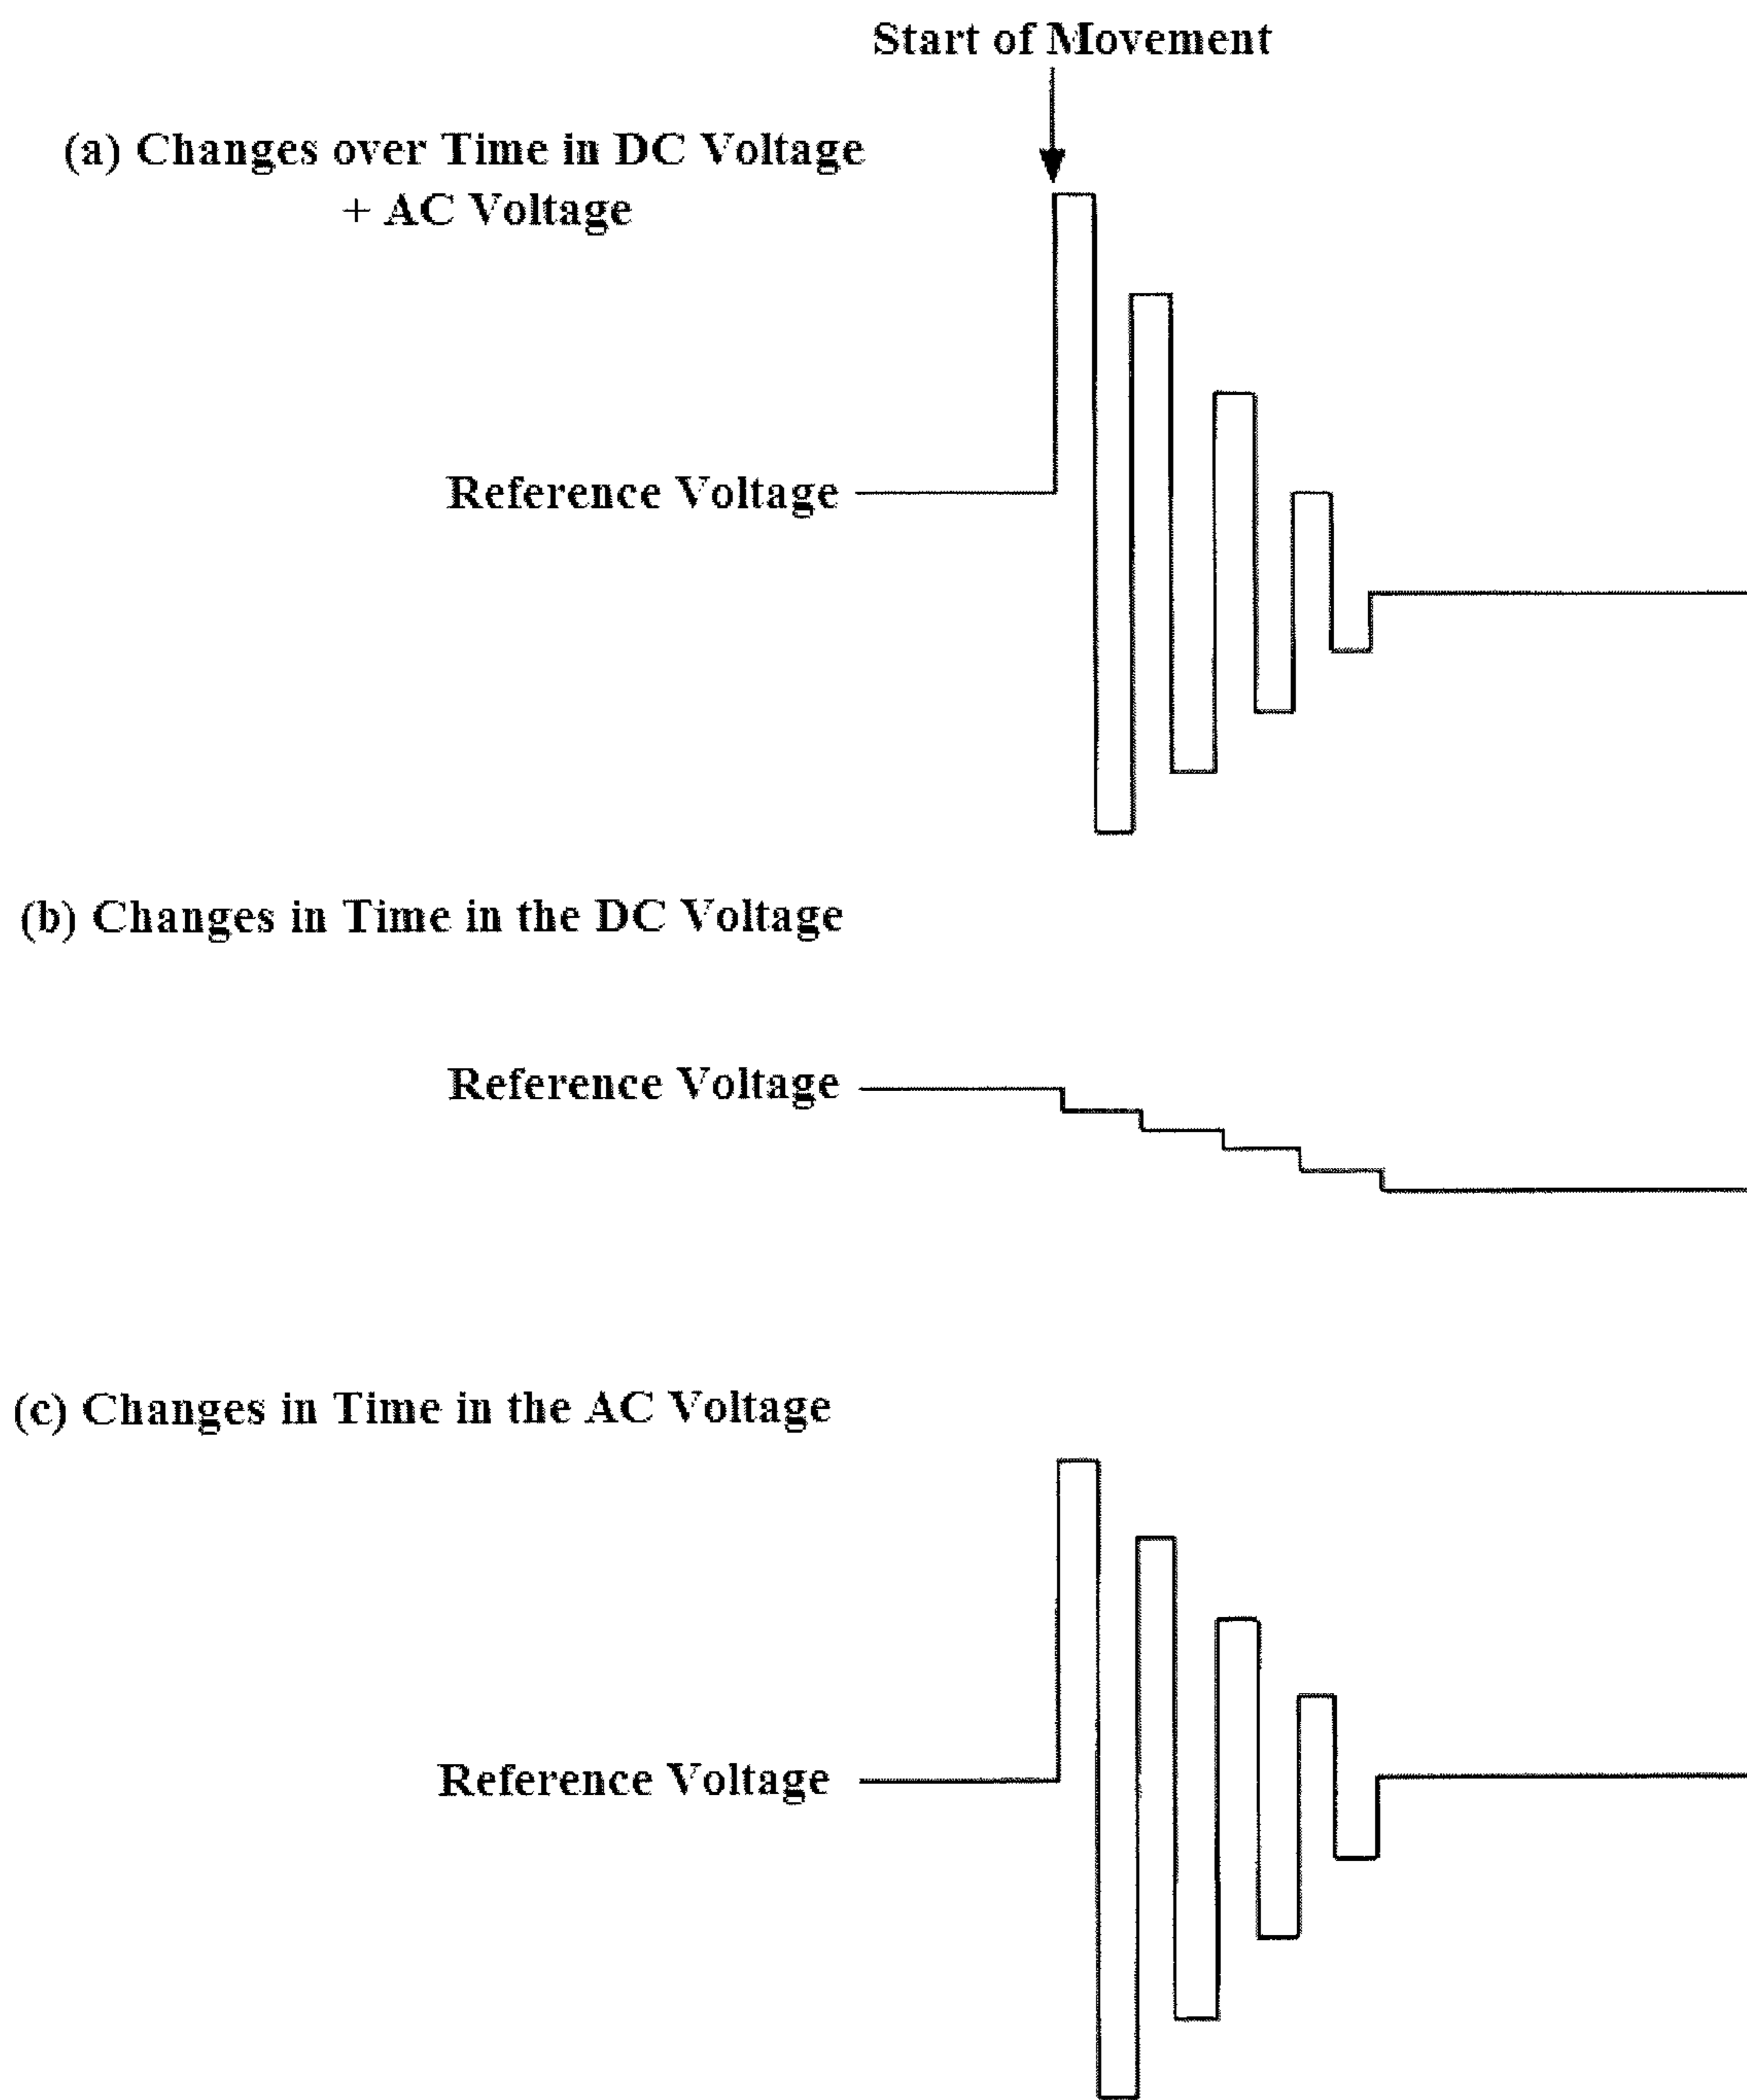 Start of Movement
(a) Changes over Time in DC Voltage
+ AC Voltage
Reference Voltage
(b) Changes in Time in the DC Voltage
Reference Voltage
(c) Changes in Time in the AC Voltage
Reference Voltage